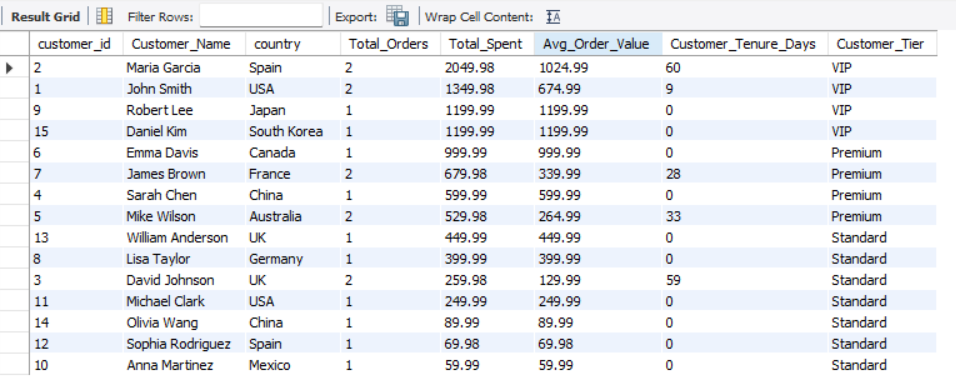 Result Grid Filter Rows: Export: Wrap Cell Content: IA
customer_id Customer_Name country Total_Orders Total_Spent Avg_Order_Value Customer_Tenure_Days Customer_Tier
2 Maria Garcia Spain 2 2049.98 1024.99 60 VIP
1 John Smith USA 2 1349.98 674.99 9 VIP
9 Robert Lee Japan 1 1199.99 1199.99 0 VIP
15 Daniel Kim South Korea 1 1199.99 1199.99 0 VIP
6 Emma Davis Canada 1 999.99 999.99 0 Premium
7 James Brown France 2 679.98 339.99 28 Premium
4 Sarah Chen China 1 599.99 599.99 0 Premium
5 Mike Wilson Australia 2 529.98 264.99 33 Premium
13 William Anderson UK 1 449.99 449.99 0 Standard
8 Lisa Taylor Germany 1 399.99 399.99 0 Standard
3 David Johnson UK 2 259.98 129.99 59 Standard
11 Michael Clark USA 1 249.99 249.99 0 Standard
14 Olivia Wang China 1 89.99 89.99 0 Standard
12 Sophia Rodriguez Spain 1 69.98 69.98 0 Standard
10 Anna Martinez Mexico 1 59.99 59.99 0 Standard